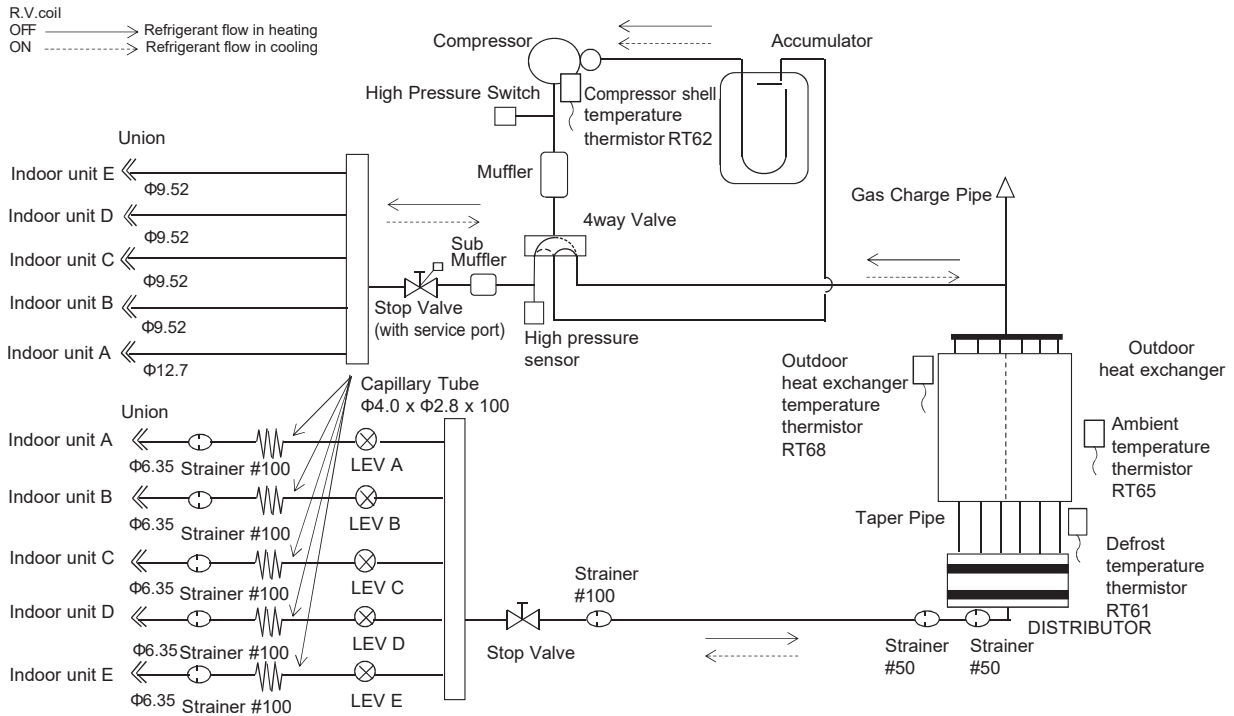 R.V.coil
OFF
Refrigerant flow in heating
ON
Refrigerant flow in cooling
Compressor
Accumulator
High Pressure Switch
Compressor shell
temperature
thermistor RT62
Union
Indoor unit E
Φ9.52
Indoor unit D
Φ9.52
Indoor unit C
Φ9.52
Indoor unit B
Φ9.52
Indoor unit A
Φ12.7
Muffler
4way Valve
Sub
Muffler
Stop Valve
(with service port)
High pressure
sensor
Gas Charge Pipe
Outdoor
heat exchanger
temperature
thermistor
RT68
Outdoor
heat exchanger
Ambient
temperature
thermistor
RT65
Capillary Tube
Φ4.0 x Φ2.8 x 100
Union
Indoor unit A
Φ6.35
Strainer #100
LEV A
Indoor unit B
Φ6.35
Strainer #100
LEV B
Indoor unit C
Φ6.35
Strainer #100
LEV C
Indoor unit D
Φ6.35
Strainer #100
LEV D
Indoor unit E
Φ6.35
Strainer #100
LEV E
Stop Valve
Strainer
#100
Taper Pipe
Defrost
temperature
thermistor
RT61
DISTRIBUTOR
Strainer
#50
Strainer
#50